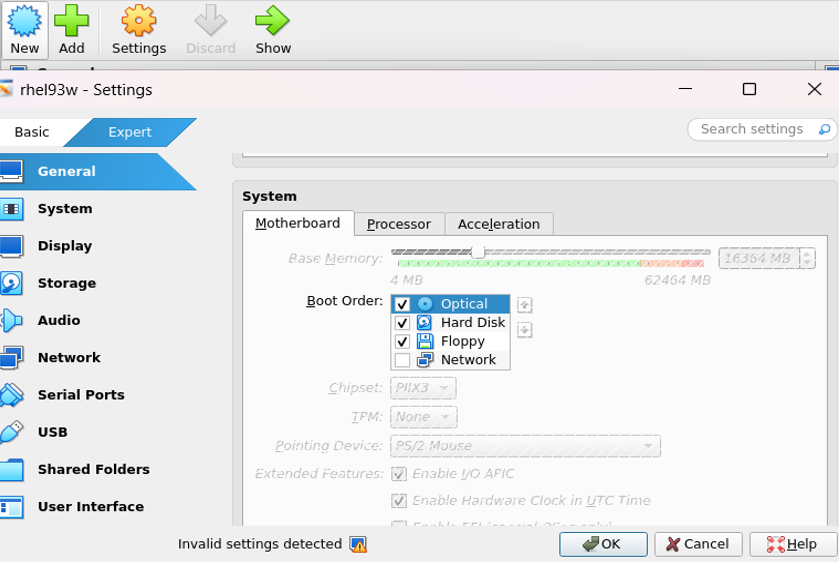 New Add Settings Discard Show
rhel93w - Settings
Basic Expert Search settings
General
System
Display
Storage
Audio
Network
Serial Ports
USB
Shared Folders
User Interface
System
Motherboard Processor Acceleration
Base Memory: 16364 MB
4 MB 62464 MB
Boot Order: Optical
Hard Disk
Floppy
Network
Chipset: PIIX3
TPM: None
Pointing Device: PS/2 Mouse
Extended Features: Enable I/O APIC
Enable Hardware Clock in UTC Time
Invalid settings detected OK Cancel Help